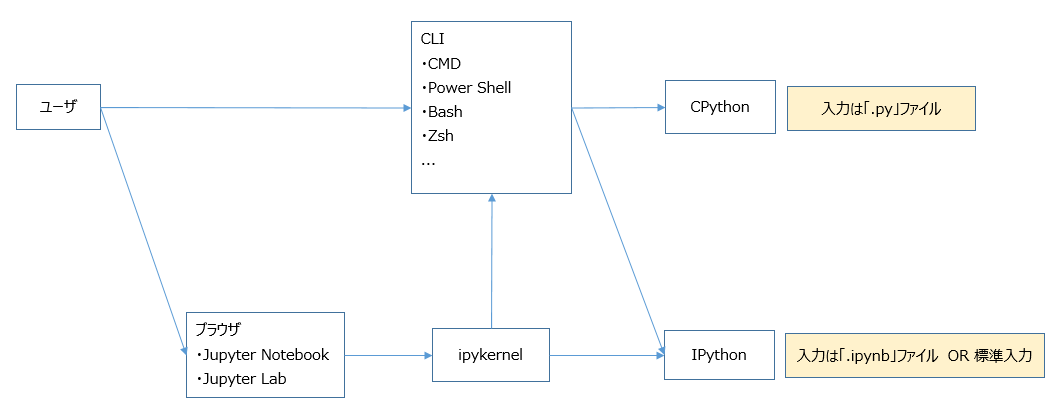 CLI
・CMD
・Power Shell
・Bash
・Zsh
...
ユーザ
CPython
入力は「.py」ファイル
ブラウザ
・Jupyter Notebook
・Jupyter Lab
ipykernel
IPython
入力は「.ipynb」ファイル OR 標準入力